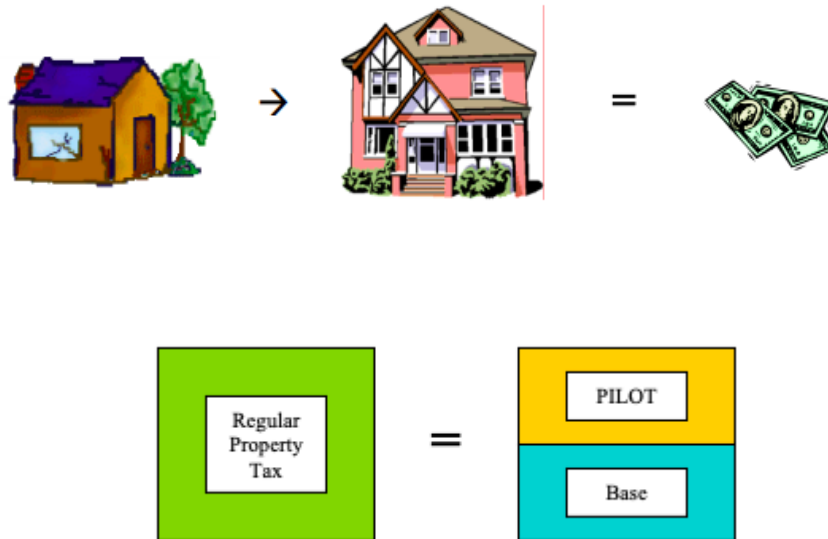 →
=
Regular
Property
Tax
=
PILOT
Base